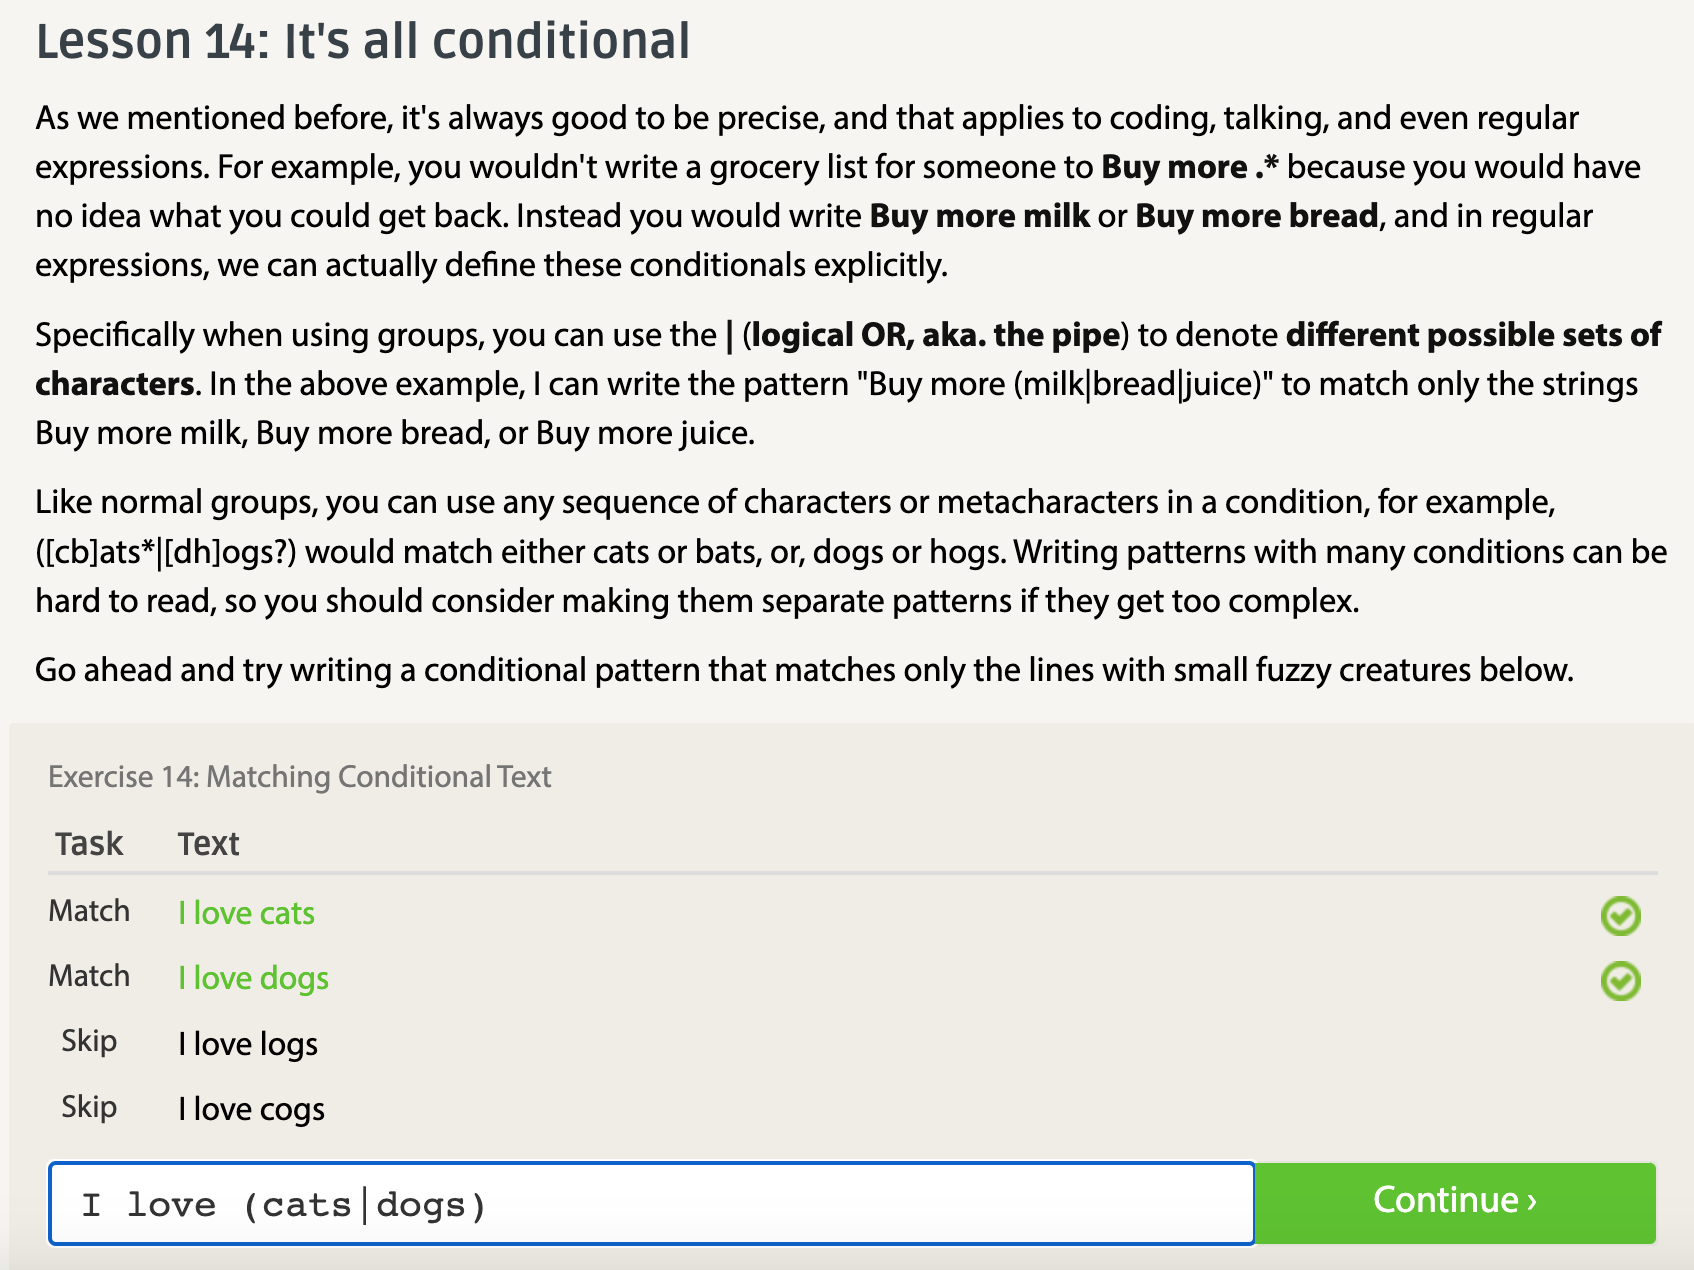 Lesson 14: It's all conditional
As we mentioned before, it's always good to be precise, and that applies to coding, talking, and even regular
expressions. For example, you wouldn't write a grocery list for someone to Buy more .* because you would have
no idea what you could get back. Instead you would write Buy more milk or Buy more bread, and in regular
expressions, we can actually define these conditionals explicitly.
Specifically when using groups, you can use the | (logical OR, aka. the pipe) to denote different possible sets of
characters. In the above example, I can write the pattern "Buy more (milk|bread|juice)" to match only the strings
Buy more milk, Buy more bread, or Buy more juice.
Like normal groups, you can use any sequence of characters or metacharacters in a condition, for example,
([cb]ats*|[dh]ogs?) would match either cats or bats, or, dogs or hogs. Writing patterns with many conditions can be
hard to read, so you should consider making them separate patterns if they get too complex.
Go ahead and try writing a conditional pattern that matches only the lines with small fuzzy creatures below.
Exercise 14: Matching Conditional Text
Task Text
Match I love cats
Match I love dogs
Skip I love logs
Skip I love cogs
I love (cats|dogs) Continue ›